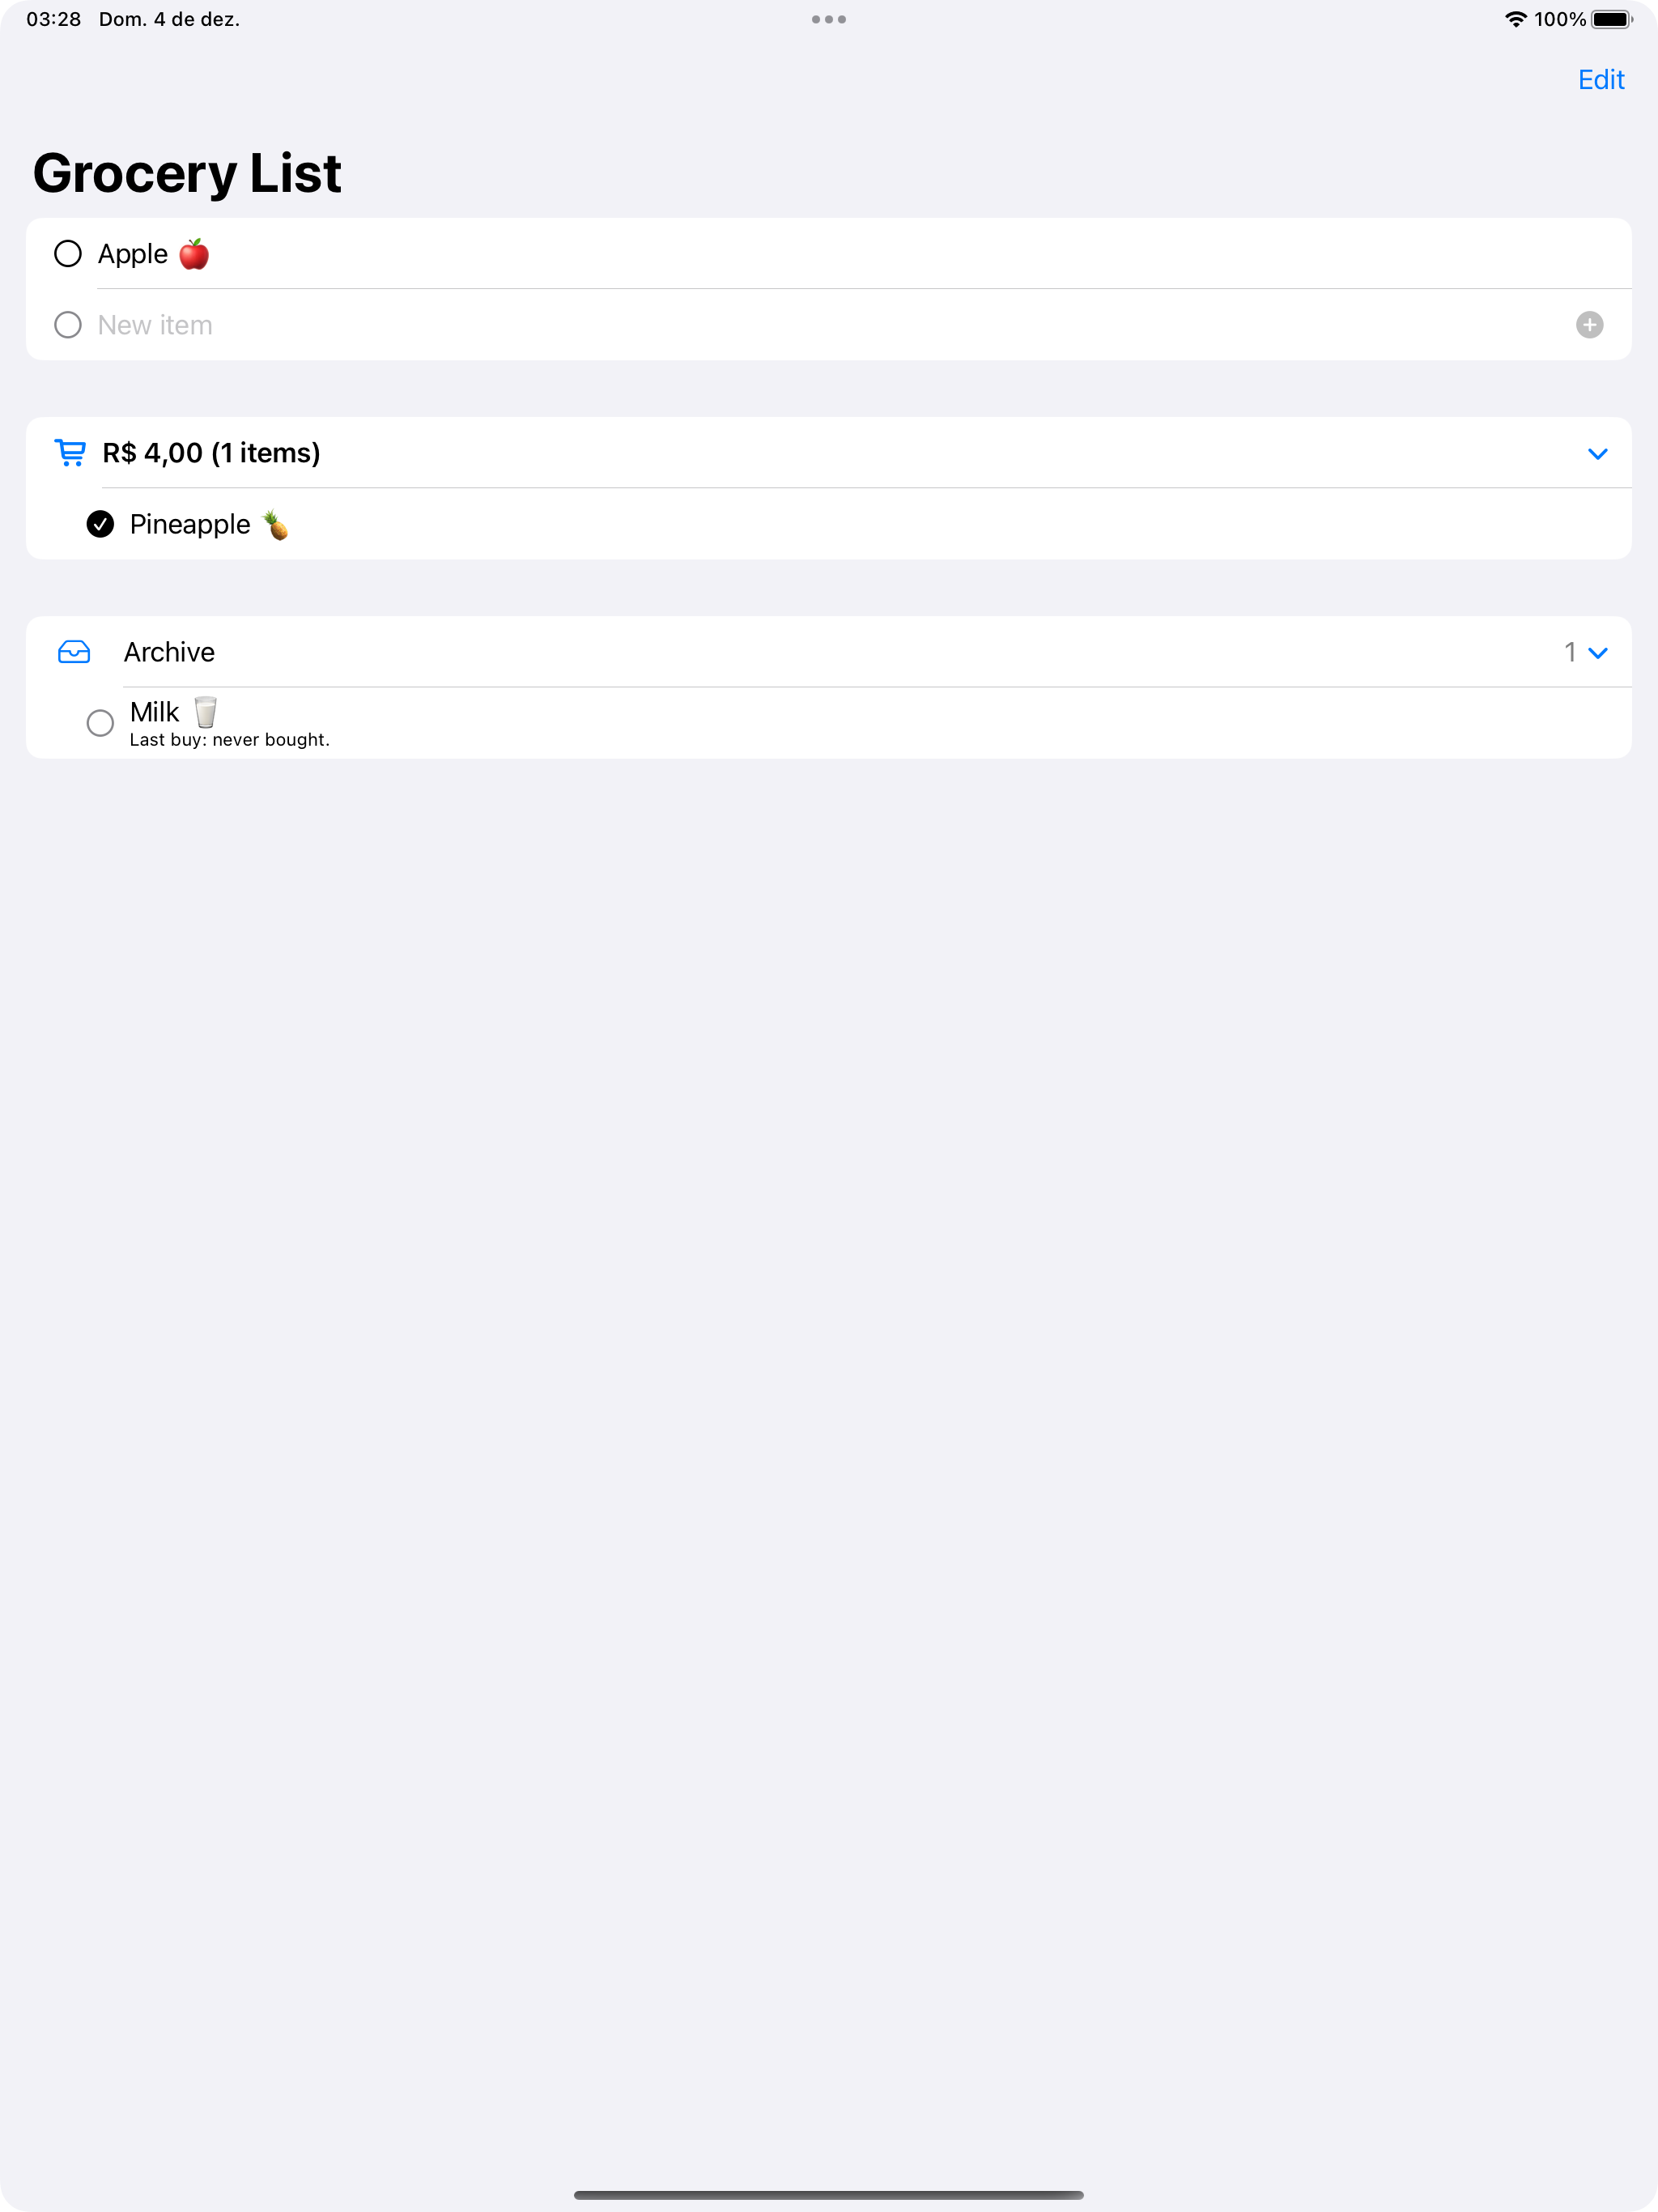 03:28 Dom. 4 de dez.
100%
Edit
Grocery List
Apple 🍎
New item
R$ 4,00 (1 items)
Pineapple 🍍
Archive
1
Milk 🥛
Last buy: never bought.